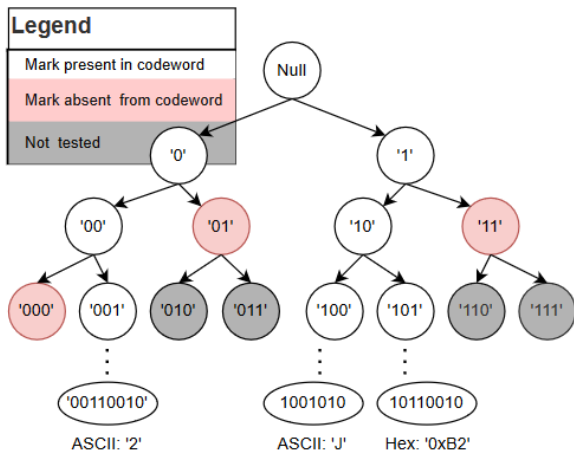 Legend
Mark present in codeword
Mark absent from codeword
Not tested
Null
'0' '1'
'00' '01' '10' '11'
'000' '001' '010' '011' '100' '101' '110' '111'
'00110010' 1001010 10110010
ASCII: '2' ASCII: 'J' Hex: '0xB2'